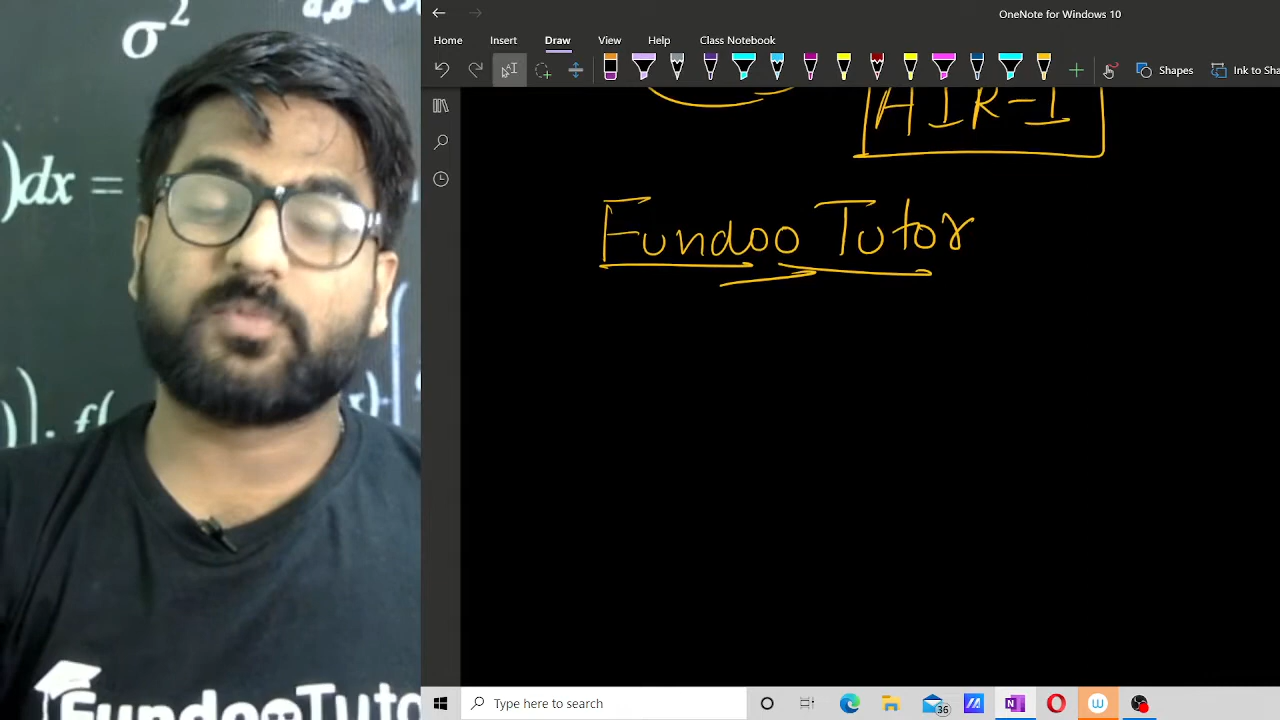 σ²
)dx =
OneNote for Windows 10
Home Insert Draw View Help Class Notebook
Shapes Ink to Sha
AIR-1
Fundoo Tutor
FundooTuto
Type here to search
36